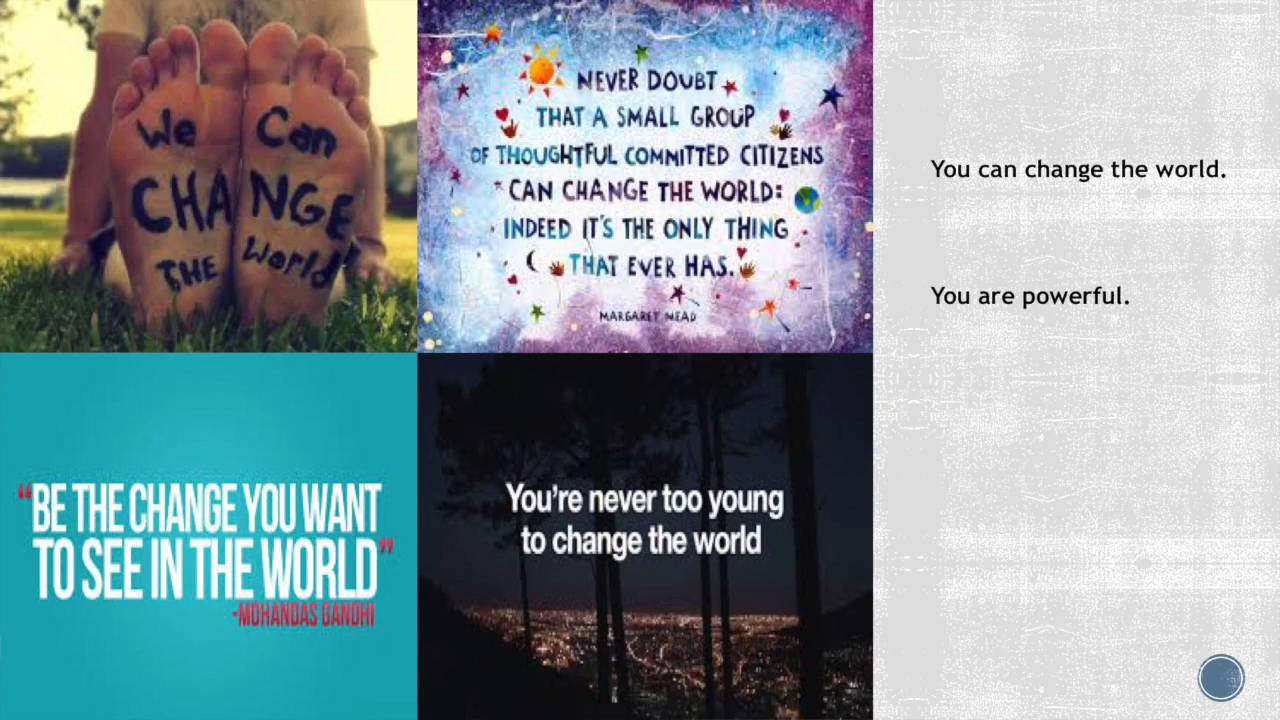 We Can
CHANGE
THE World!
NEVER DOUBT
THAT A SMALL GROUP
OF THOUGHTFUL COMMITTED CITIZENS
CAN CHANGE THE WORLD:
INDEED IT'S THE ONLY THING
THAT EVER HAS.
MARGARET MEAD
“BE THE CHANGE YOU WANT
TO SEE IN THE WORLD”
-MOHANDAS GANDHI
You're never too young
to change the world
You can change the world.
You are powerful.